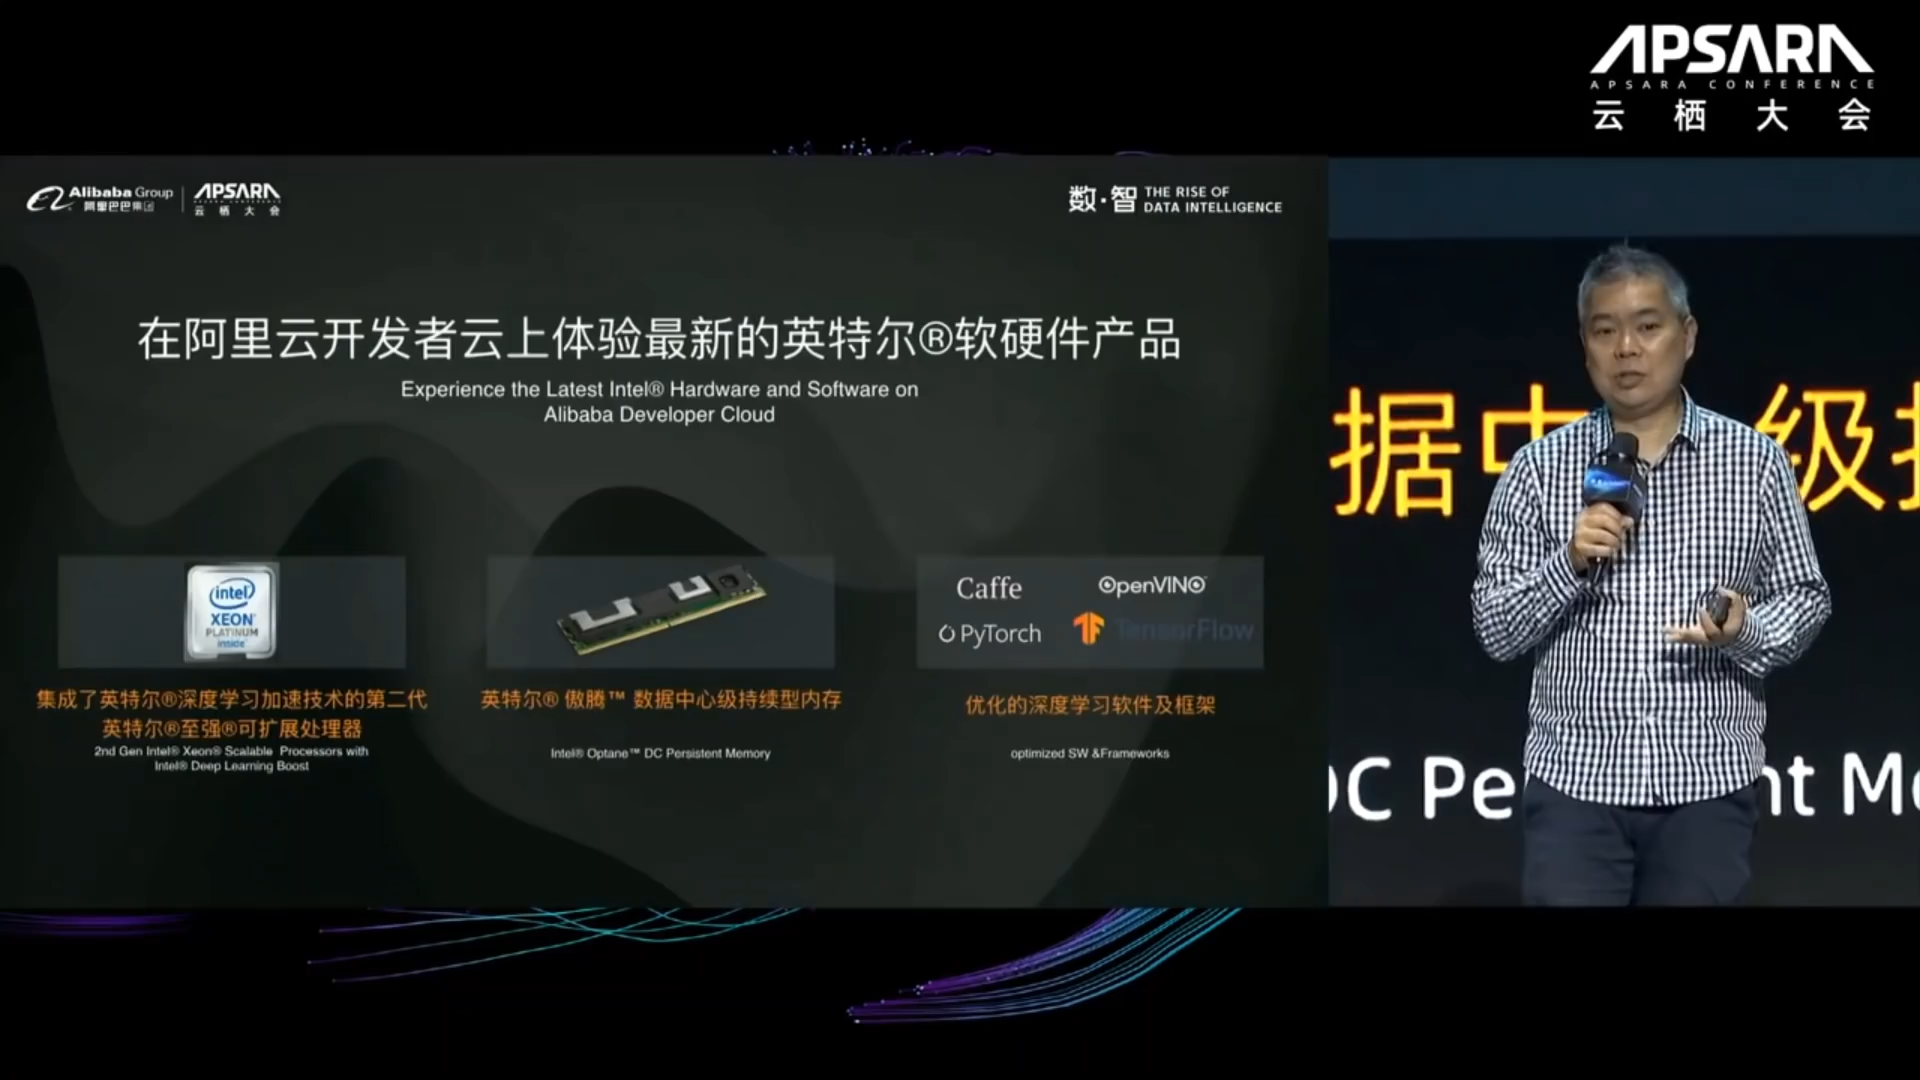 APSARA
APSARA CONFERENCE
云栖大会
Alibaba Group
阿里巴巴集团
APSARA
云栖大会
数·智 THE RISE OF
DATA INTELLIGENCE
在阿里云开发者云上体验最新的英特尔®软硬件产品
Experience the Latest Intel® Hardware and Software on
Alibaba Developer Cloud
intel
XEON
PLATINUM
inside
Caffe
OpenVINO
PyTorch
TensorFlow
集成了英特尔®深度学习加速技术的第二代
英特尔®至强®可扩展处理器
2nd Gen Intel® Xeon® Scalable Processors with
Intel® Deep Learning Boost
英特尔® 傲腾™ 数据中心级持续型内存
Intel® Optane™ DC Persistent Memory
优化的深度学习软件及框架
optimized SW &Frameworks
据中 级
DC Pe nt M